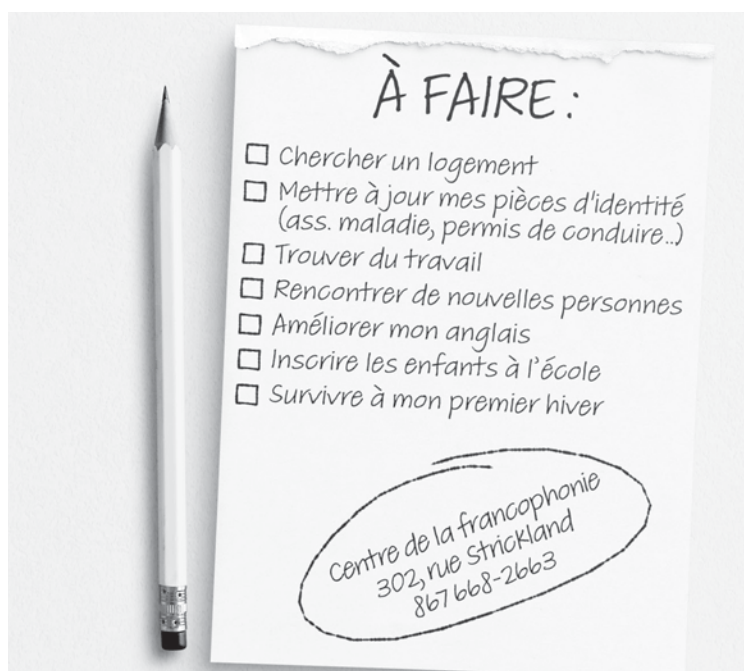 À FAIRE :
Chercher un logement
Mettre à jour mes pièces d'identité
(ass. maladie, permis de conduire...)
Trouver du travail
Rencontrer de nouvelles personnes
Améliorer mon anglais
Inscrire les enfants à l'école
Survivre à mon premier hiver
Centre de la francophonie
302, rue Strickland
867 668-2663